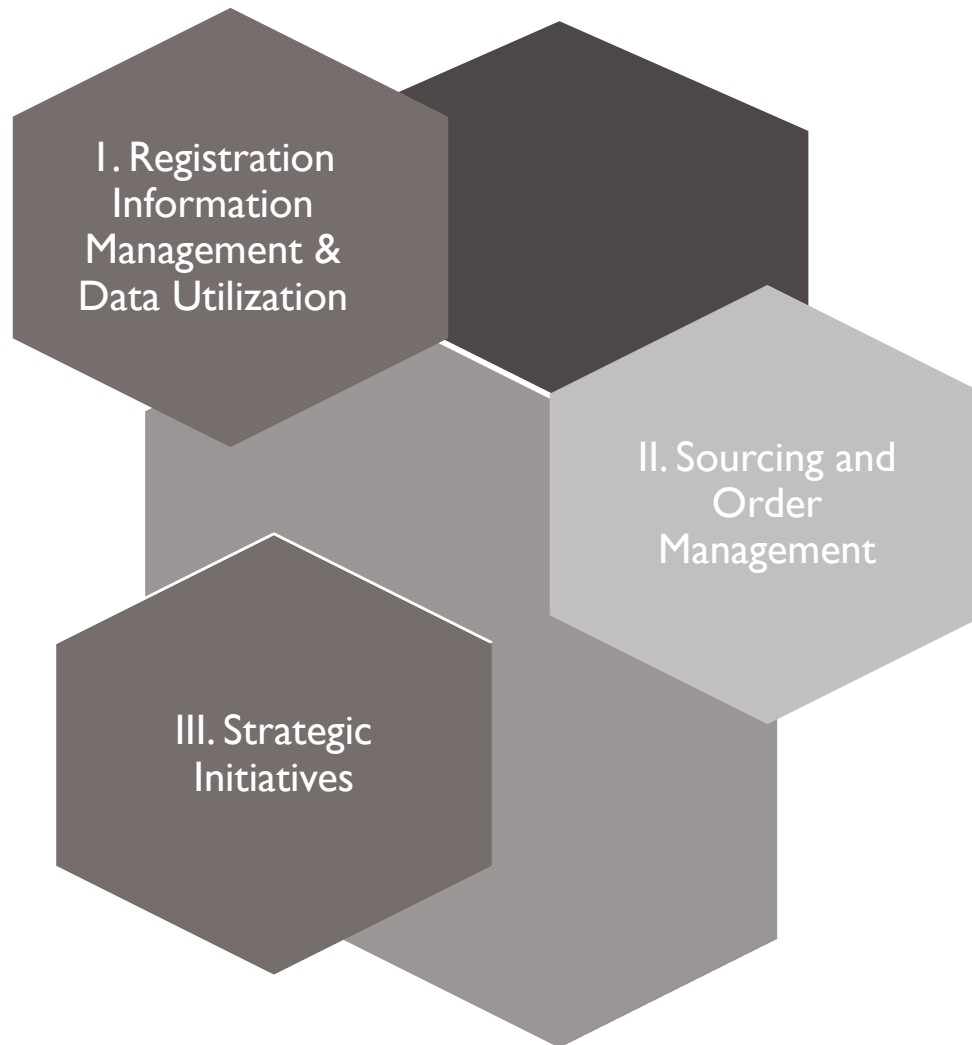 I. Registration
Information
Management &
Data Utilization
II. Sourcing and
Order
Management
III. Strategic
Initiatives